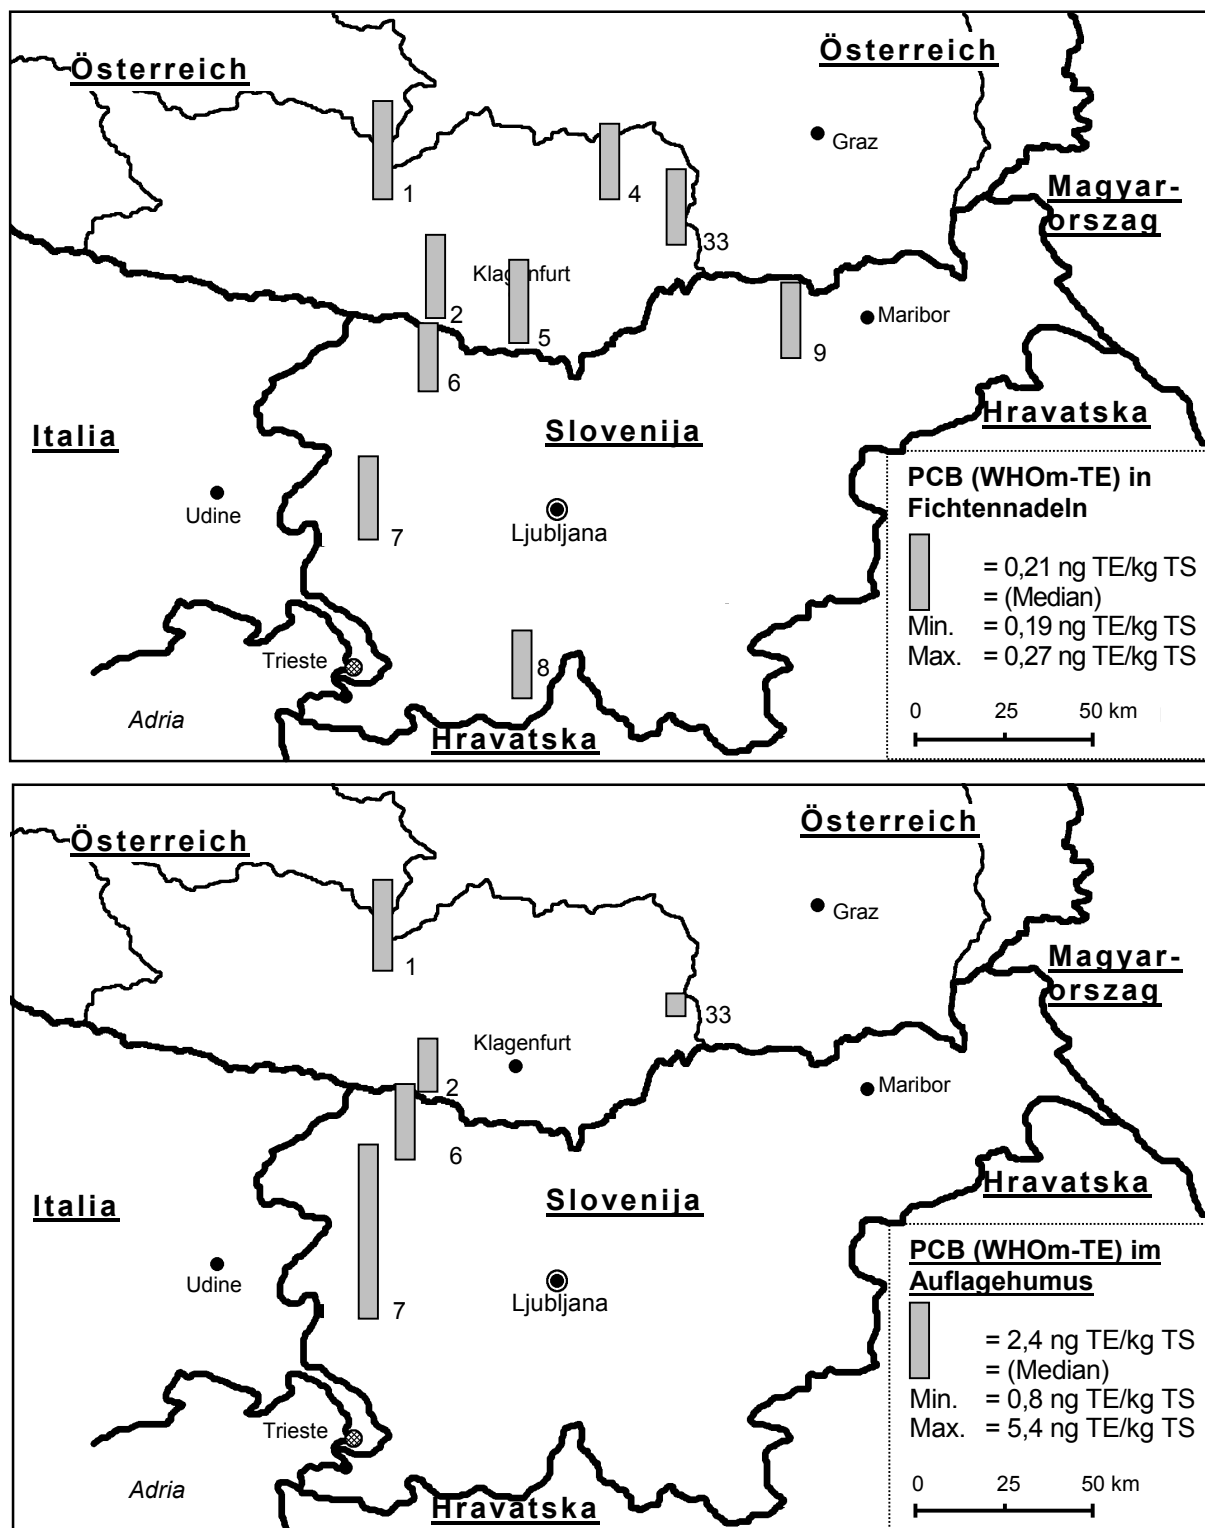 Österreich
Österreich
Graz
Magyar-
orszag
1
4
33
Klagenfurt
2
5
9
Maribor
6
Hravatska
Italia
Slovenija
Udine
7
Ljubljana
Trieste
8
Adria
Hravatska
PCB (WHOm-TE) in
Fichtennadeln
= 0,21 ng TE/kg TS
= (Median)
Min. = 0,19 ng TE/kg TS
Max. = 0,27 ng TE/kg TS
0 25 50 km
Österreich
Österreich
Graz
Magyar-
orszag
1
33
Klagenfurt
2
Maribor
6
Hravatska
Italia
Slovenija
Udine
Ljubljana
7
Trieste
Adria
Hravatska
PCB (WHOm-TE) im
Auflagehumus
= 2,4 ng TE/kg TS
= (Median)
Min. = 0,8 ng TE/kg TS
Max. = 5,4 ng TE/kg TS
0 25 50 km